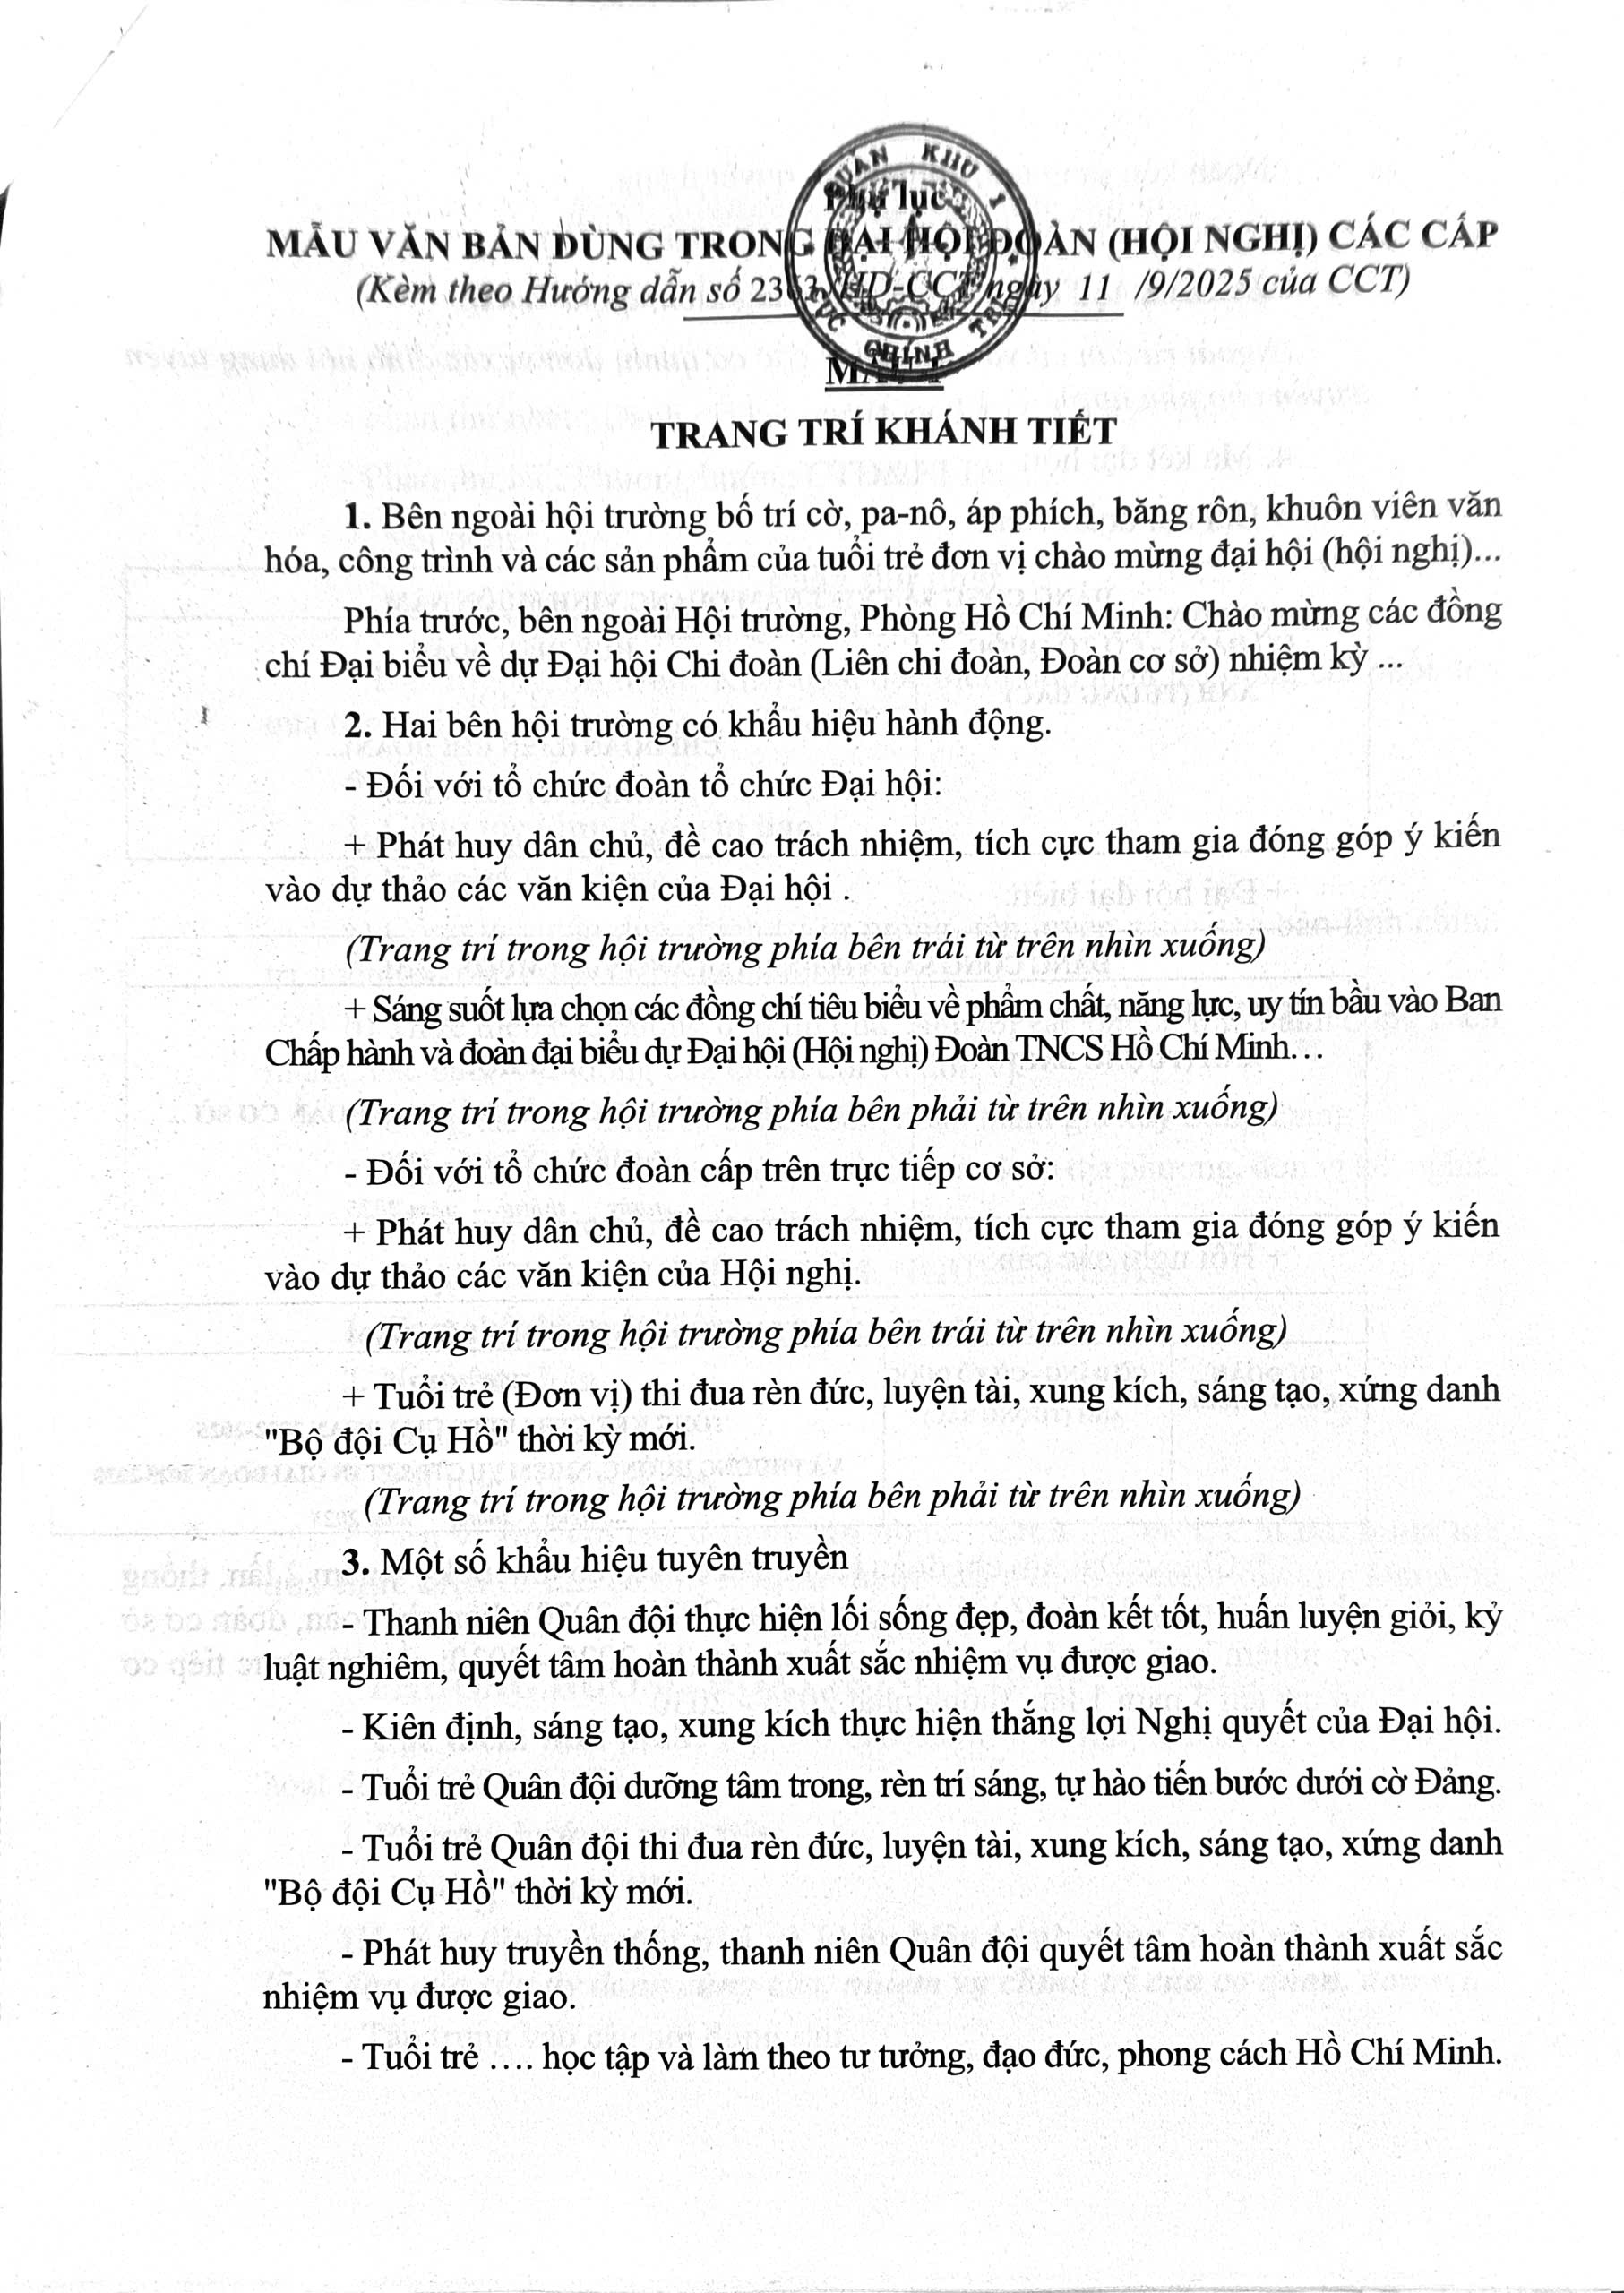 QUÂN KHU 1
Phụ lục
MẪU VĂN BẢN DÙNG TRONG ĐẠI HỘI ĐOÀN (HỘI NGHỊ) CÁC CẤP
(Kèm theo Hướng dẫn số 2363/HD-CCT ngày 11 /9/2025 của CCT)
CỤC CHÍNH TRỊ
TRANG TRÍ KHÁNH TIẾT
1. Bên ngoài hội trường bố trí cờ, pa-nô, áp phích, băng rôn, khuôn viên văn
hóa, công trình và các sản phẩm của tuổi trẻ đơn vị chào mừng đại hội (hội nghị)...
Phía trước, bên ngoài Hội trường, Phòng Hồ Chí Minh: Chào mừng các đồng
chí Đại biểu về dự Đại hội Chi đoàn (Liên chi đoàn, Đoàn cơ sở) nhiệm kỳ ...
2. Hai bên hội trường có khẩu hiệu hành động.
- Đối với tổ chức đoàn tổ chức Đại hội:
+ Phát huy dân chủ, đề cao trách nhiệm, tích cực tham gia đóng góp ý kiến
vào dự thảo các văn kiện của Đại hội .
(Trang trí trong hội trường phía bên trái từ trên nhìn xuống)
+ Sáng suốt lựa chọn các đồng chí tiêu biểu về phẩm chất, năng lực, uy tín bầu vào Ban
Chấp hành và đoàn đại biểu dự Đại hội (Hội nghị) Đoàn TNCS Hồ Chí Minh…
(Trang trí trong hội trường phía bên phải từ trên nhìn xuống)
- Đối với tổ chức đoàn cấp trên trực tiếp cơ sở:
+ Phát huy dân chủ, đề cao trách nhiệm, tích cực tham gia đóng góp ý kiến
vào dự thảo các văn kiện của Hội nghị.
(Trang trí trong hội trường phía bên trái từ trên nhìn xuống)
+ Tuổi trẻ (Đơn vị) thi đua rèn đức, luyện tài, xung kích, sáng tạo, xứng danh
"Bộ đội Cụ Hồ" thời kỳ mới.
(Trang trí trong hội trường phía bên phải từ trên nhìn xuống)
3. Một số khẩu hiệu tuyên truyền
- Thanh niên Quân đội thực hiện lối sống đẹp, đoàn kết tốt, huấn luyện giỏi, kỷ
luật nghiêm, quyết tâm hoàn thành xuất sắc nhiệm vụ được giao.
- Kiên định, sáng tạo, xung kích thực hiện thắng lợi Nghị quyết của Đại hội.
- Tuổi trẻ Quân đội dưỡng tâm trong, rèn trí sáng, tự hào tiến bước dưới cờ Đảng.
- Tuổi trẻ Quân đội thi đua rèn đức, luyện tài, xung kích, sáng tạo, xứng danh
"Bộ đội Cụ Hồ" thời kỳ mới.
- Phát huy truyền thống, thanh niên Quân đội quyết tâm hoàn thành xuất sắc
nhiệm vụ được giao.
- Tuổi trẻ …. học tập và làm theo tư tưởng, đạo đức, phong cách Hồ Chí Minh.